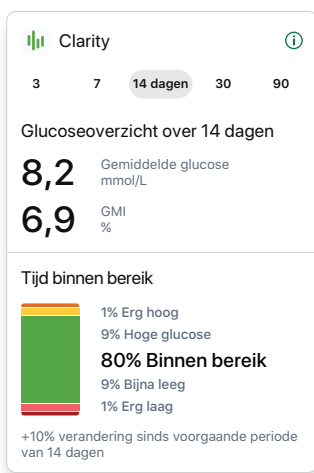 Clarity
3 7 14 dagen 30 90
Glucoseoverzicht over 14 dagen
8,2 Gemiddelde glucose
mmol/L
6,9 GMI
%
Tijd binnen bereik
1% Erg hoog
9% Hoge glucose
80% Binnen bereik
9% Bijna leeg
1% Erg laag
+10% verandering sinds voorgaande periode
van 14 dagen